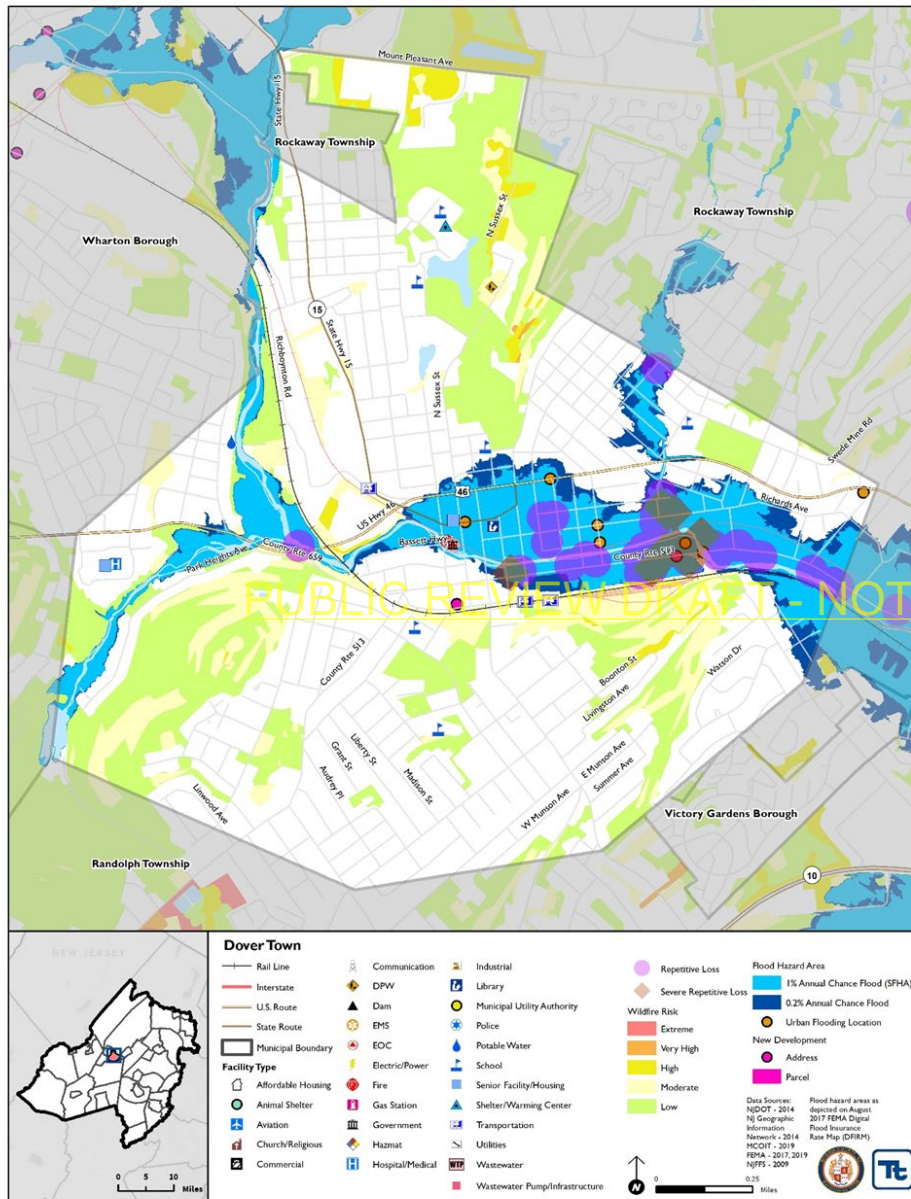 Mount Pleasant Ave
State Hwy 15
Rockaway Township
N Sussex St
Rockaway Township
Wharton Borough
15
State Hwy 15
Richboynton Rd
N Sussex St
Swede Mine Rd
46
US Hwy 46
Richards Ave
Bassett Hwy
County Rte 513
County Rte 659
Park Heights Ave
H
PUBLIC REVIEW DRAFT - NOT
County Rte 513
Boonton St
Watson Dr
Livingston Ave
Liberty St
Grant St
Audrey Pl
Madison St
E Munson Ave
Summer Ave
W Munson Ave
Linwood Ave
Victory Gardens Borough
Randolph Township
10
NEW JERSEY
0 5 10
Miles
Dover Town
Rail Line
Interstate
U.S. Route
State Route
Municipal Boundary
Facility Type
Affordable Housing
Animal Shelter
Aviation
Church/Religious
Commercial
Communication
DPW
Dam
EMS
EOC
Electric/Power
Fire
Gas Station
Government
Hazmat
H Hospital/Medical
Industrial
Library
Municipal Utility Authority
Police
Potable Water
School
Senior Facility/Housing
Shelter/Warming Center
Transportation
Utilities
WTP Wastewater
Wastewater Pump/Infrastructure
Repetitive Loss
Severe Repetitive Loss
Wildfire Risk
Extreme
Very High
High
Moderate
Low
Flood Hazard Area
1% Annual Chance Flood (SFHA)
0.2% Annual Chance Flood
Urban Flooding Location
New Development
Address
Parcel
Data Sources:
NJDOT - 2014
NJ Geographic
Information
Network - 2014
MCOIT - 2019
FEMA - 2017, 2019
NJFFS - 2009
Flood hazard areas as
depicted on August
2017 FEMA Digital
Flood Insurance
Rate Map (DFIRM)
N
0 0.25
Miles
Tt